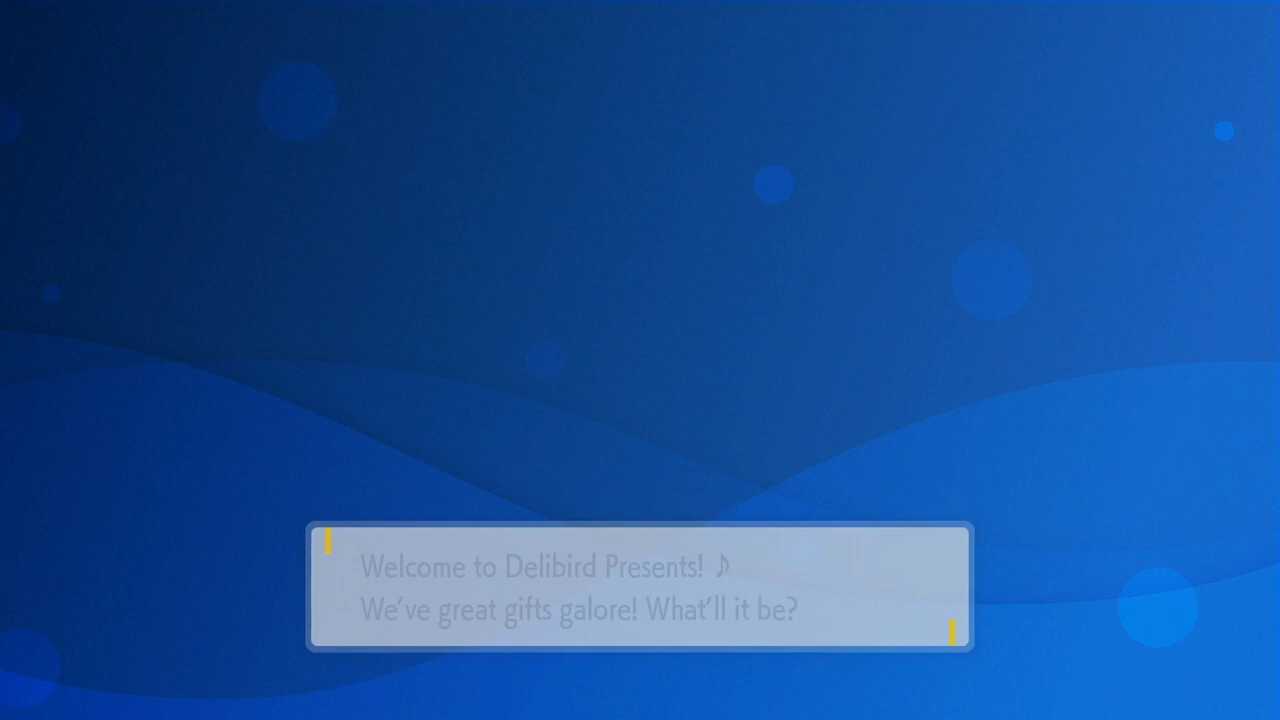 Welcome to Delibird Presents! ♪
We've great gifts galore! What'll it be?